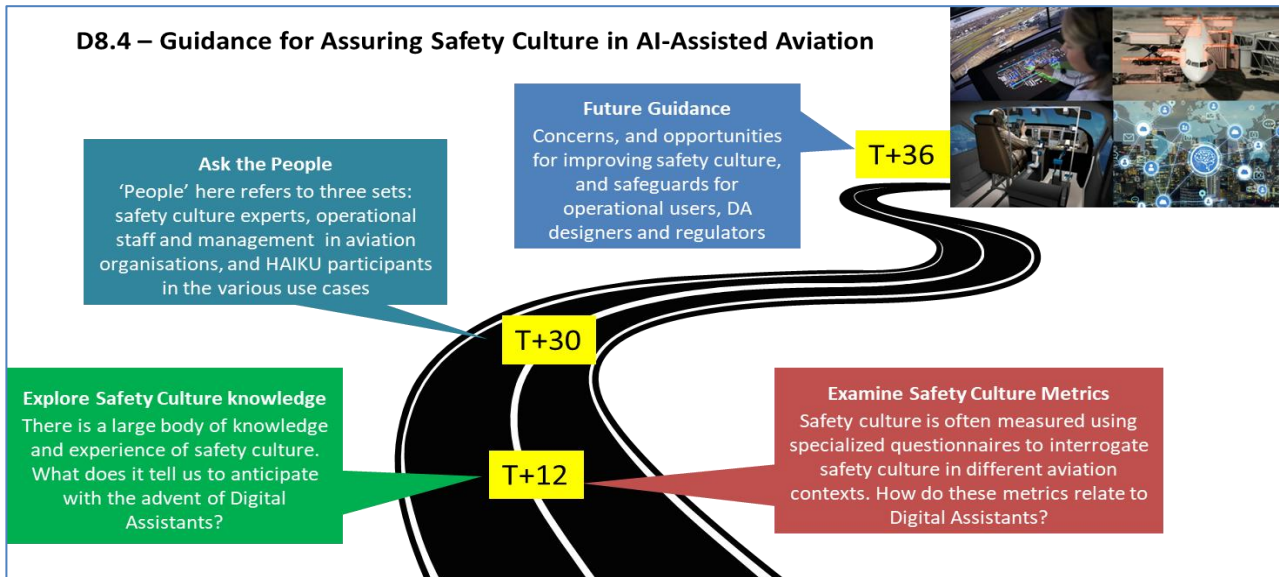 D8.4 – Guidance for Assuring Safety Culture in AI-Assisted Aviation
Future Guidance
Concerns, and opportunities
for improving safety culture,
and safeguards for
operational users, DA
designers and regulators
T+36
Ask the People
‘People’ here refers to three sets:
safety culture experts, operational
staff and management in aviation
organisations, and HAIKU participants
in the various use cases
T+30
Explore Safety Culture knowledge
There is a large body of knowledge
and experience of safety culture.
What does it tell us to anticipate
with the advent of Digital
Assistants?
T+12
Examine Safety Culture Metrics
Safety culture is often measured using
specialized questionnaires to interrogate
safety culture in different aviation
contexts. How do these metrics relate to
Digital Assistants?